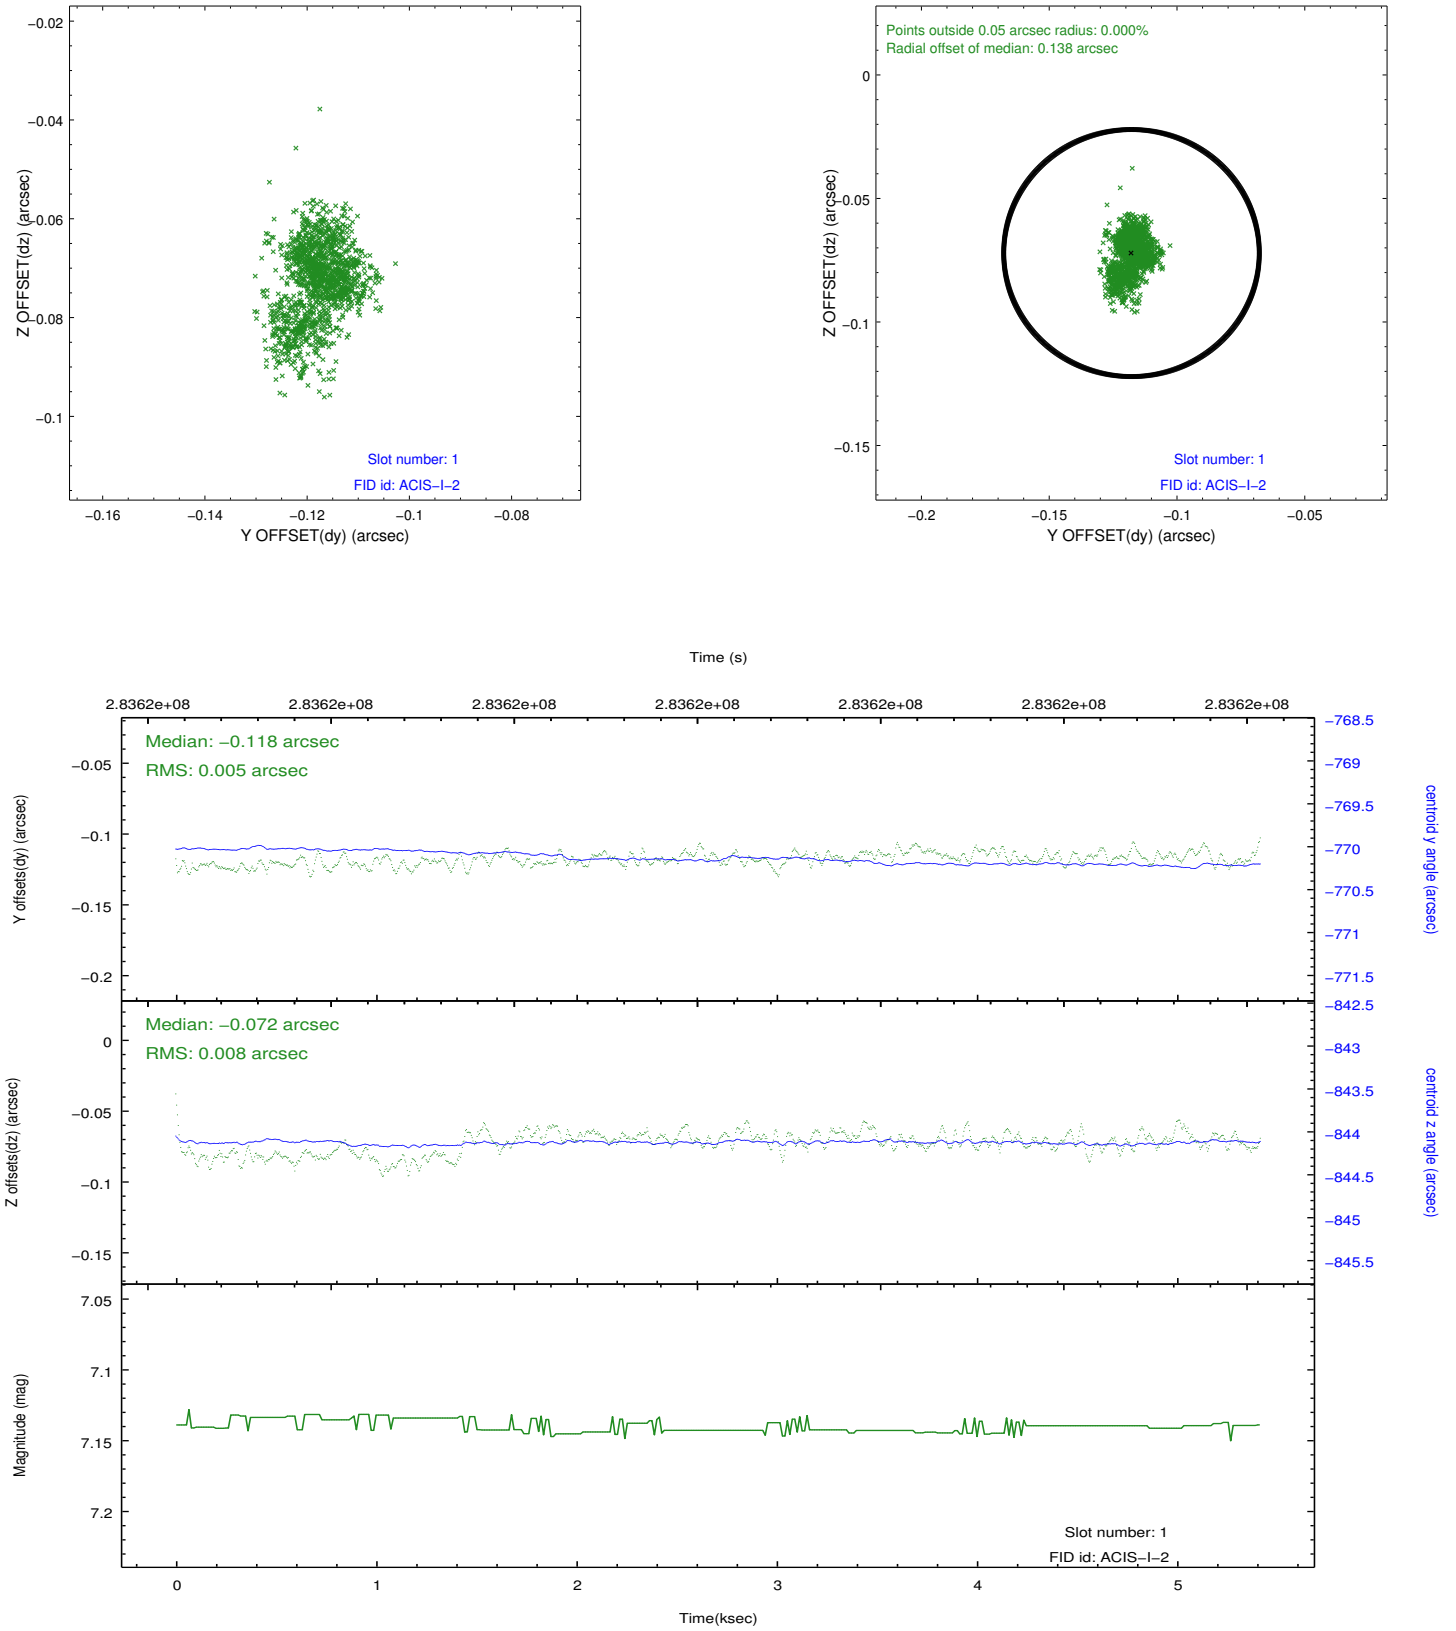 −0.02
−0.04
−0.06
−0.08
−0.1
Z OFFSET(dz) (arcsec)
Slot number: 1
FID id: ACIS−I−2
−0.16 −0.14 −0.12 −0.1 −0.08
Y OFFSET(dy) (arcsec)
Points outside 0.05 arcsec radius: 0.000%
Radial offset of median: 0.138 arcsec
0
−0.05
−0.1
−0.15
Z OFFSET(dz) (arcsec)
Slot number: 1
FID id: ACIS−I−2
−0.2 −0.15 −0.1 −0.05
Y OFFSET(dy) (arcsec)
Time (s)
2.8362e+08 2.8362e+08 2.8362e+08 2.8362e+08 2.8362e+08 2.8362e+08 2.8362e+08
Median: −0.118 arcsec
RMS: 0.005 arcsec
−0.05
−0.1
−0.15
−0.2
Y offsets(dy) (arcsec)
−768.5
−769
−769.5
−770
−770.5
−771
−771.5
centroid y angle (arcsec)
Median: −0.072 arcsec
RMS: 0.008 arcsec
0
−0.05
−0.1
−0.15
Z offsets(dz) (arcsec)
−842.5
−843
−843.5
−844
−844.5
−845
−845.5
centroid z angle (arcsec)
7.05
7.1
7.15
7.2
Magnitude (mag)
Slot number: 1
FID id: ACIS−I−2
0 1 2 3 4 5
Time(ksec)